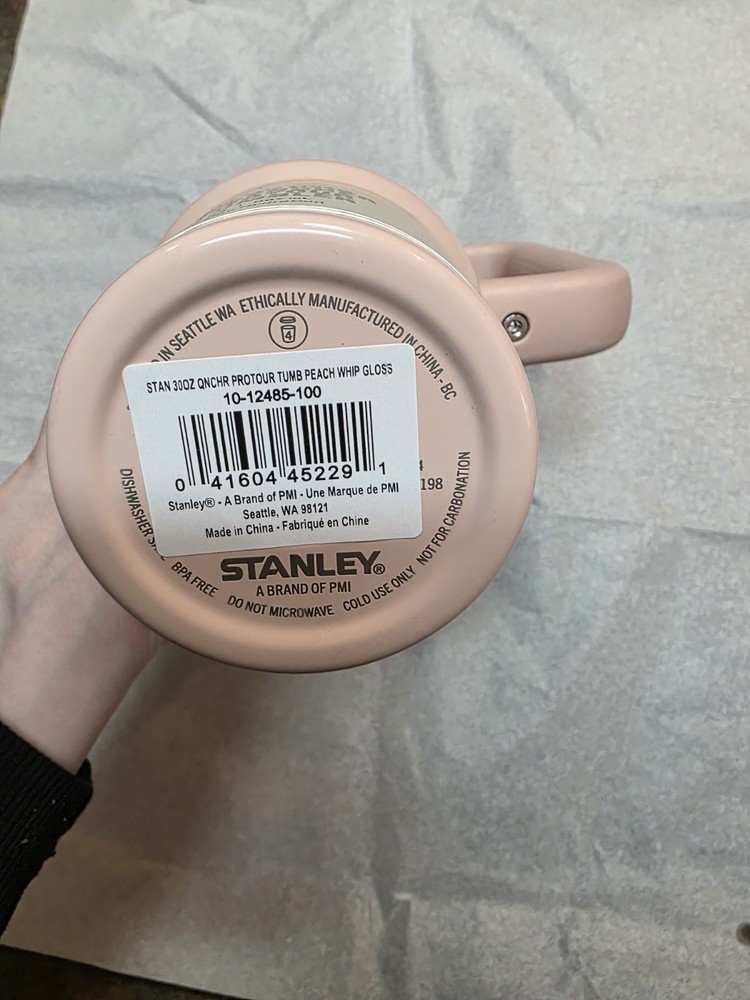 IN SEATTLE WA ETHICALLY MANUFACTURED IN CHINA - BC
4
STAN 30OZ QNCHR PROTOUR TUMB PEACH WHIP GLOSS
10-12485-100
0 41604 45229 1
Stanley® - A Brand of PMI - Une Marque de PMI
Seattle, WA 98121
Made in China - Fabriqué en Chine
4
198
STANLEY®
A BRAND OF PMI
DISHWASHER BPA FREE DO NOT MICROWAVE COLD USE ONLY NOT FOR CARBONATION